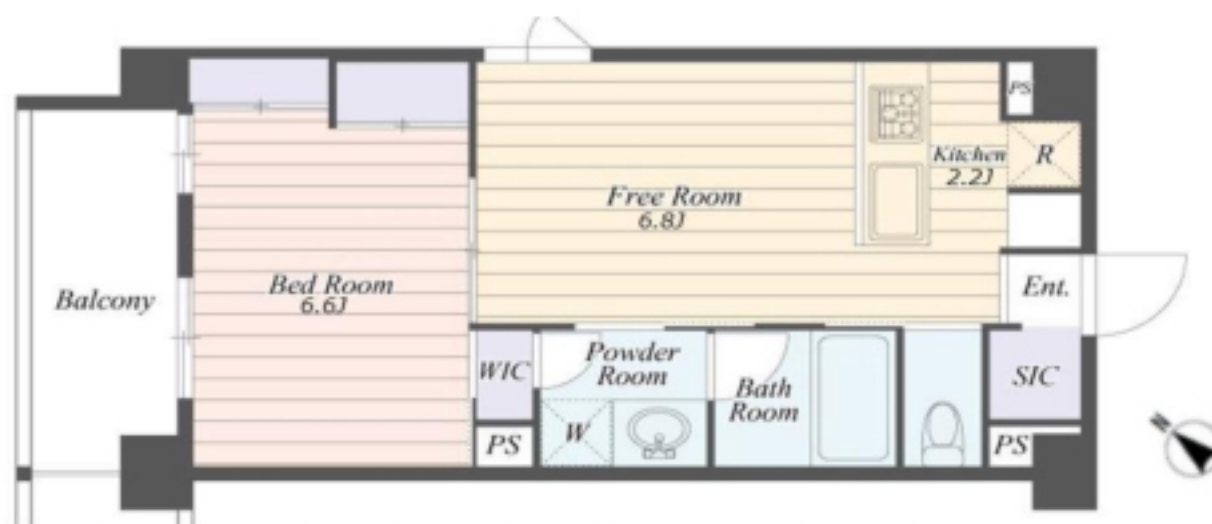 PS
Kitchen
2.2J
R
Free Room
6.8J
Bed Room
6.6J
Balcony
Ent.
WIC
Powder
Room
Bath
Room
SIC
PS
W
PS
N